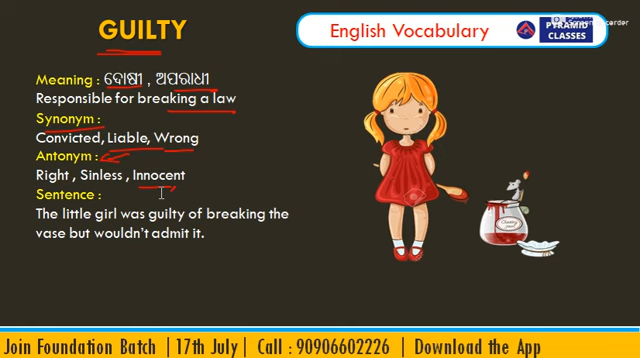 GUILTY
English Vocabulary
PYRAMID
CLASSES
Meaning : ଦୋଷୀ , ଅପରାଧୀ
Responsible for breaking a law
Synonym :
Convicted, Liable, Wrong
Antonym :
Right , Sinless , Innocent
Sentence :
The little girl was guilty of breaking the
vase but wouldn't admit it.
Join Foundation Batch | 17th July | Call : 90906602226 | Download the App